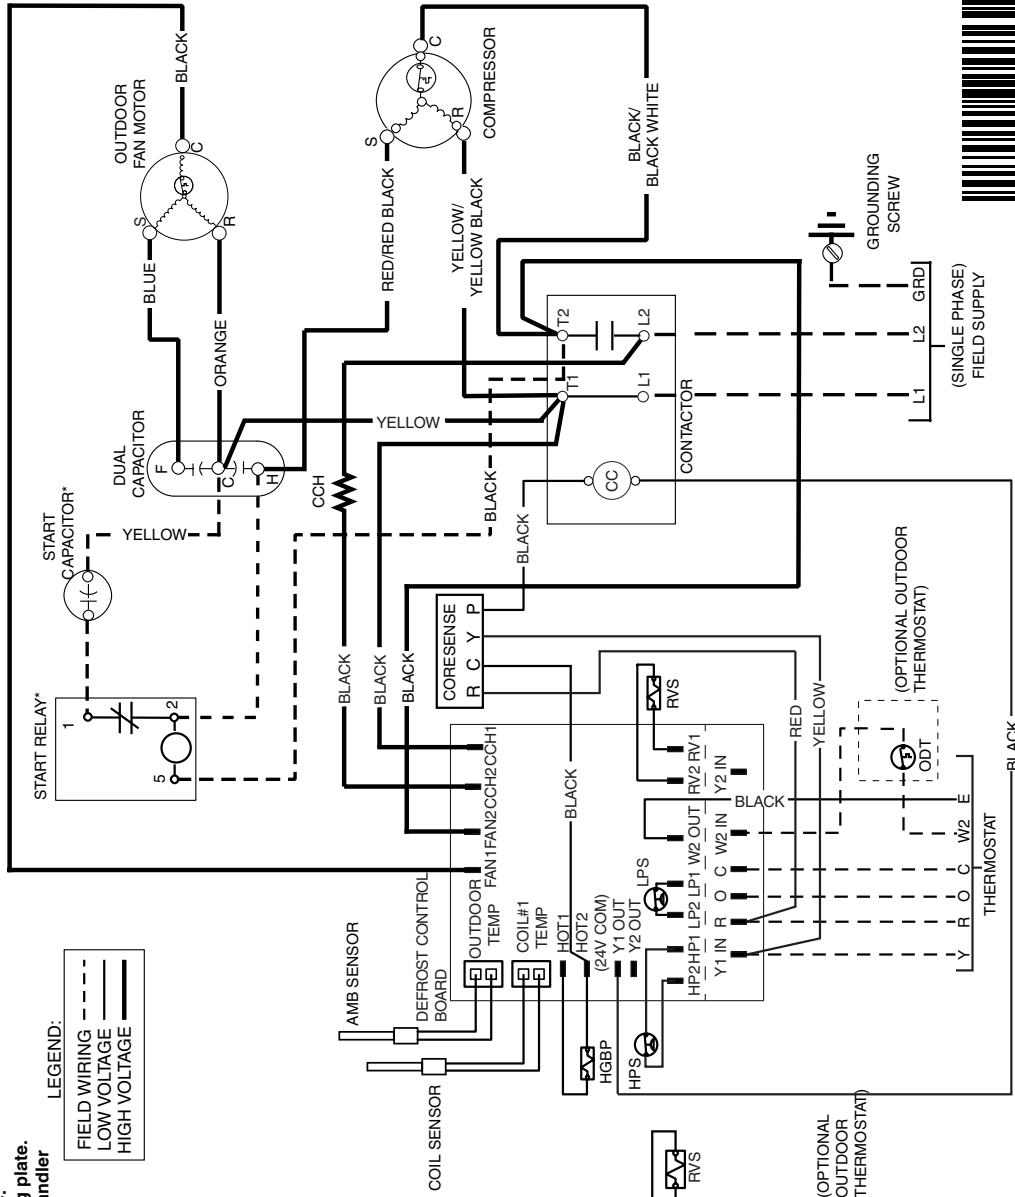 r.
g plate.
ndler
LEGEND:
FIELD WIRING
LOW VOLTAGE
HIGH VOLTAGE
OUTDOOR
FAN MOTOR
S
C
R
BLACK
BLUE
ORANGE
COMPRESSOR
C
S
R
RED/RED BLACK
YELLOW/
YELLOW BLACK
BLACK/
BLACK WHITE
GROUNDING
SCREW
L1
L2
GRD
(SINGLE PHASE)
FIELD SUPPLY
DUAL
CAPACITOR
F
C
H
START
CAPACITOR*
YELLOW
YELLOW
CCH
START RELAY*
1
2
5
BLACK
BLACK
CONTACTOR
T1
T2
L1
L2
CC
CORESENSE
R C Y P
BLACK
BLACK
BLACK
BLACK
RED
YELLOW
BLACK
BLACK
AMB SENSOR
COIL SENSOR
DEFROST CONTROL
BOARD
OUTDOOR
TEMP
COIL#1
TEMP
FAN1
FAN2
CCH2
CCH1
HOT1
HOT2
(24V COM)
Y1 OUT
Y2 OUT
HP2
HP1
LP2
LP1
W2 OUT
RV2
RV1
Y1 IN
R
O
C
W2 IN
Y2 IN
HGBP
HPS
LPS
RVS
(OPTIONAL OUTDOOR
THERMOSTAT)
ODT
Y R O C W2 E
THERMOSTAT
RVS
(OPTIONAL
OUTDOOR
THERMOSTAT)